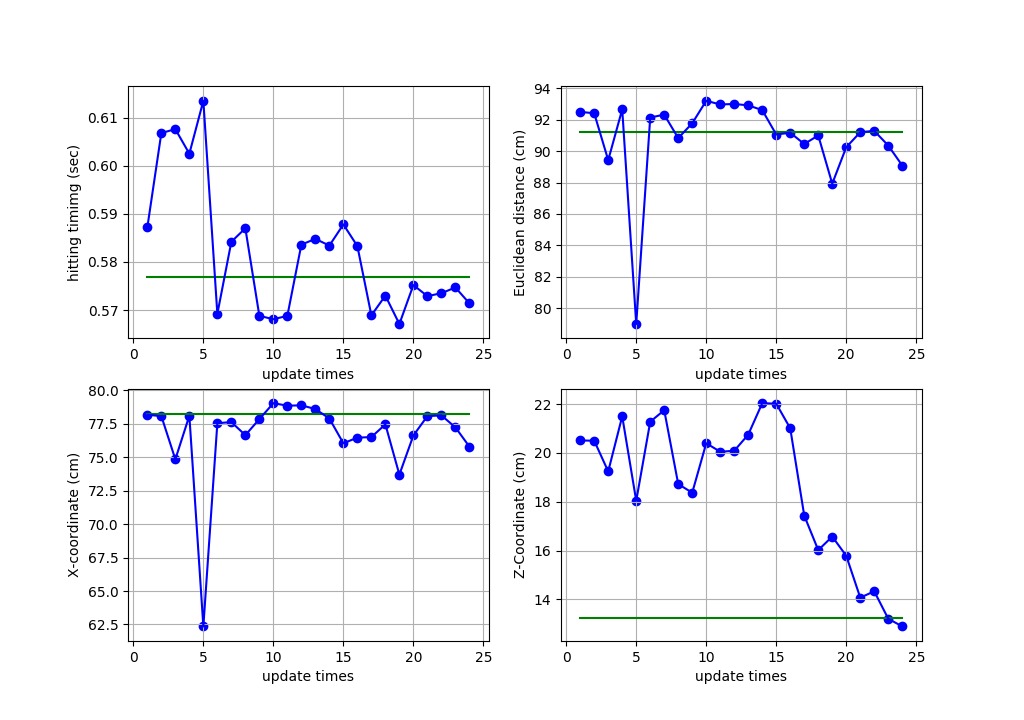 0.61
0.60
0.59
0.58
0.57
hitting timimg (sec)
0 5 10 15 20 25
update times
94
92
90
88
86
84
82
80
Euclidean distance (cm)
0 5 10 15 20 25
update times
80.0
77.5
75.0
72.5
70.0
67.5
65.0
62.5
X-coordinate (cm)
0 5 10 15 20 25
update times
22
20
18
16
14
Z-Coordinate (cm)
0 5 10 15 20 25
update times